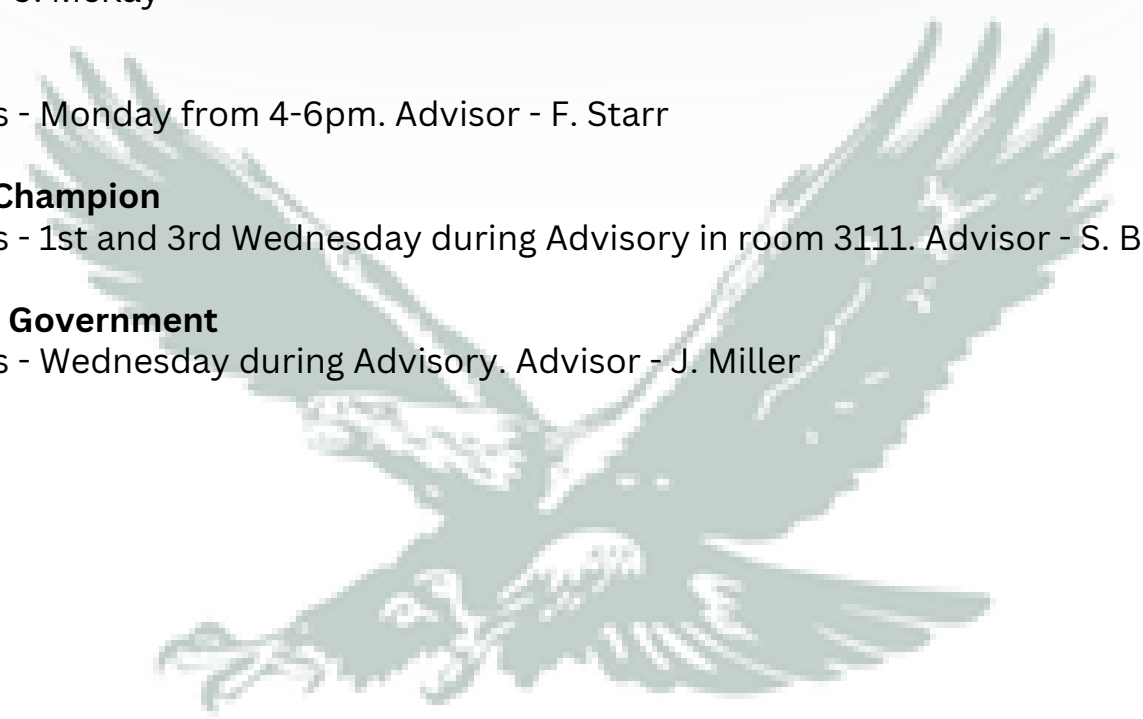 McKay
s - Monday from 4-6pm. Advisor - F. Starr
Champion
s - 1st and 3rd Wednesday during Advisory in room 3111. Advisor - S. B
Government
s - Wednesday during Advisory. Advisor - J. Miller